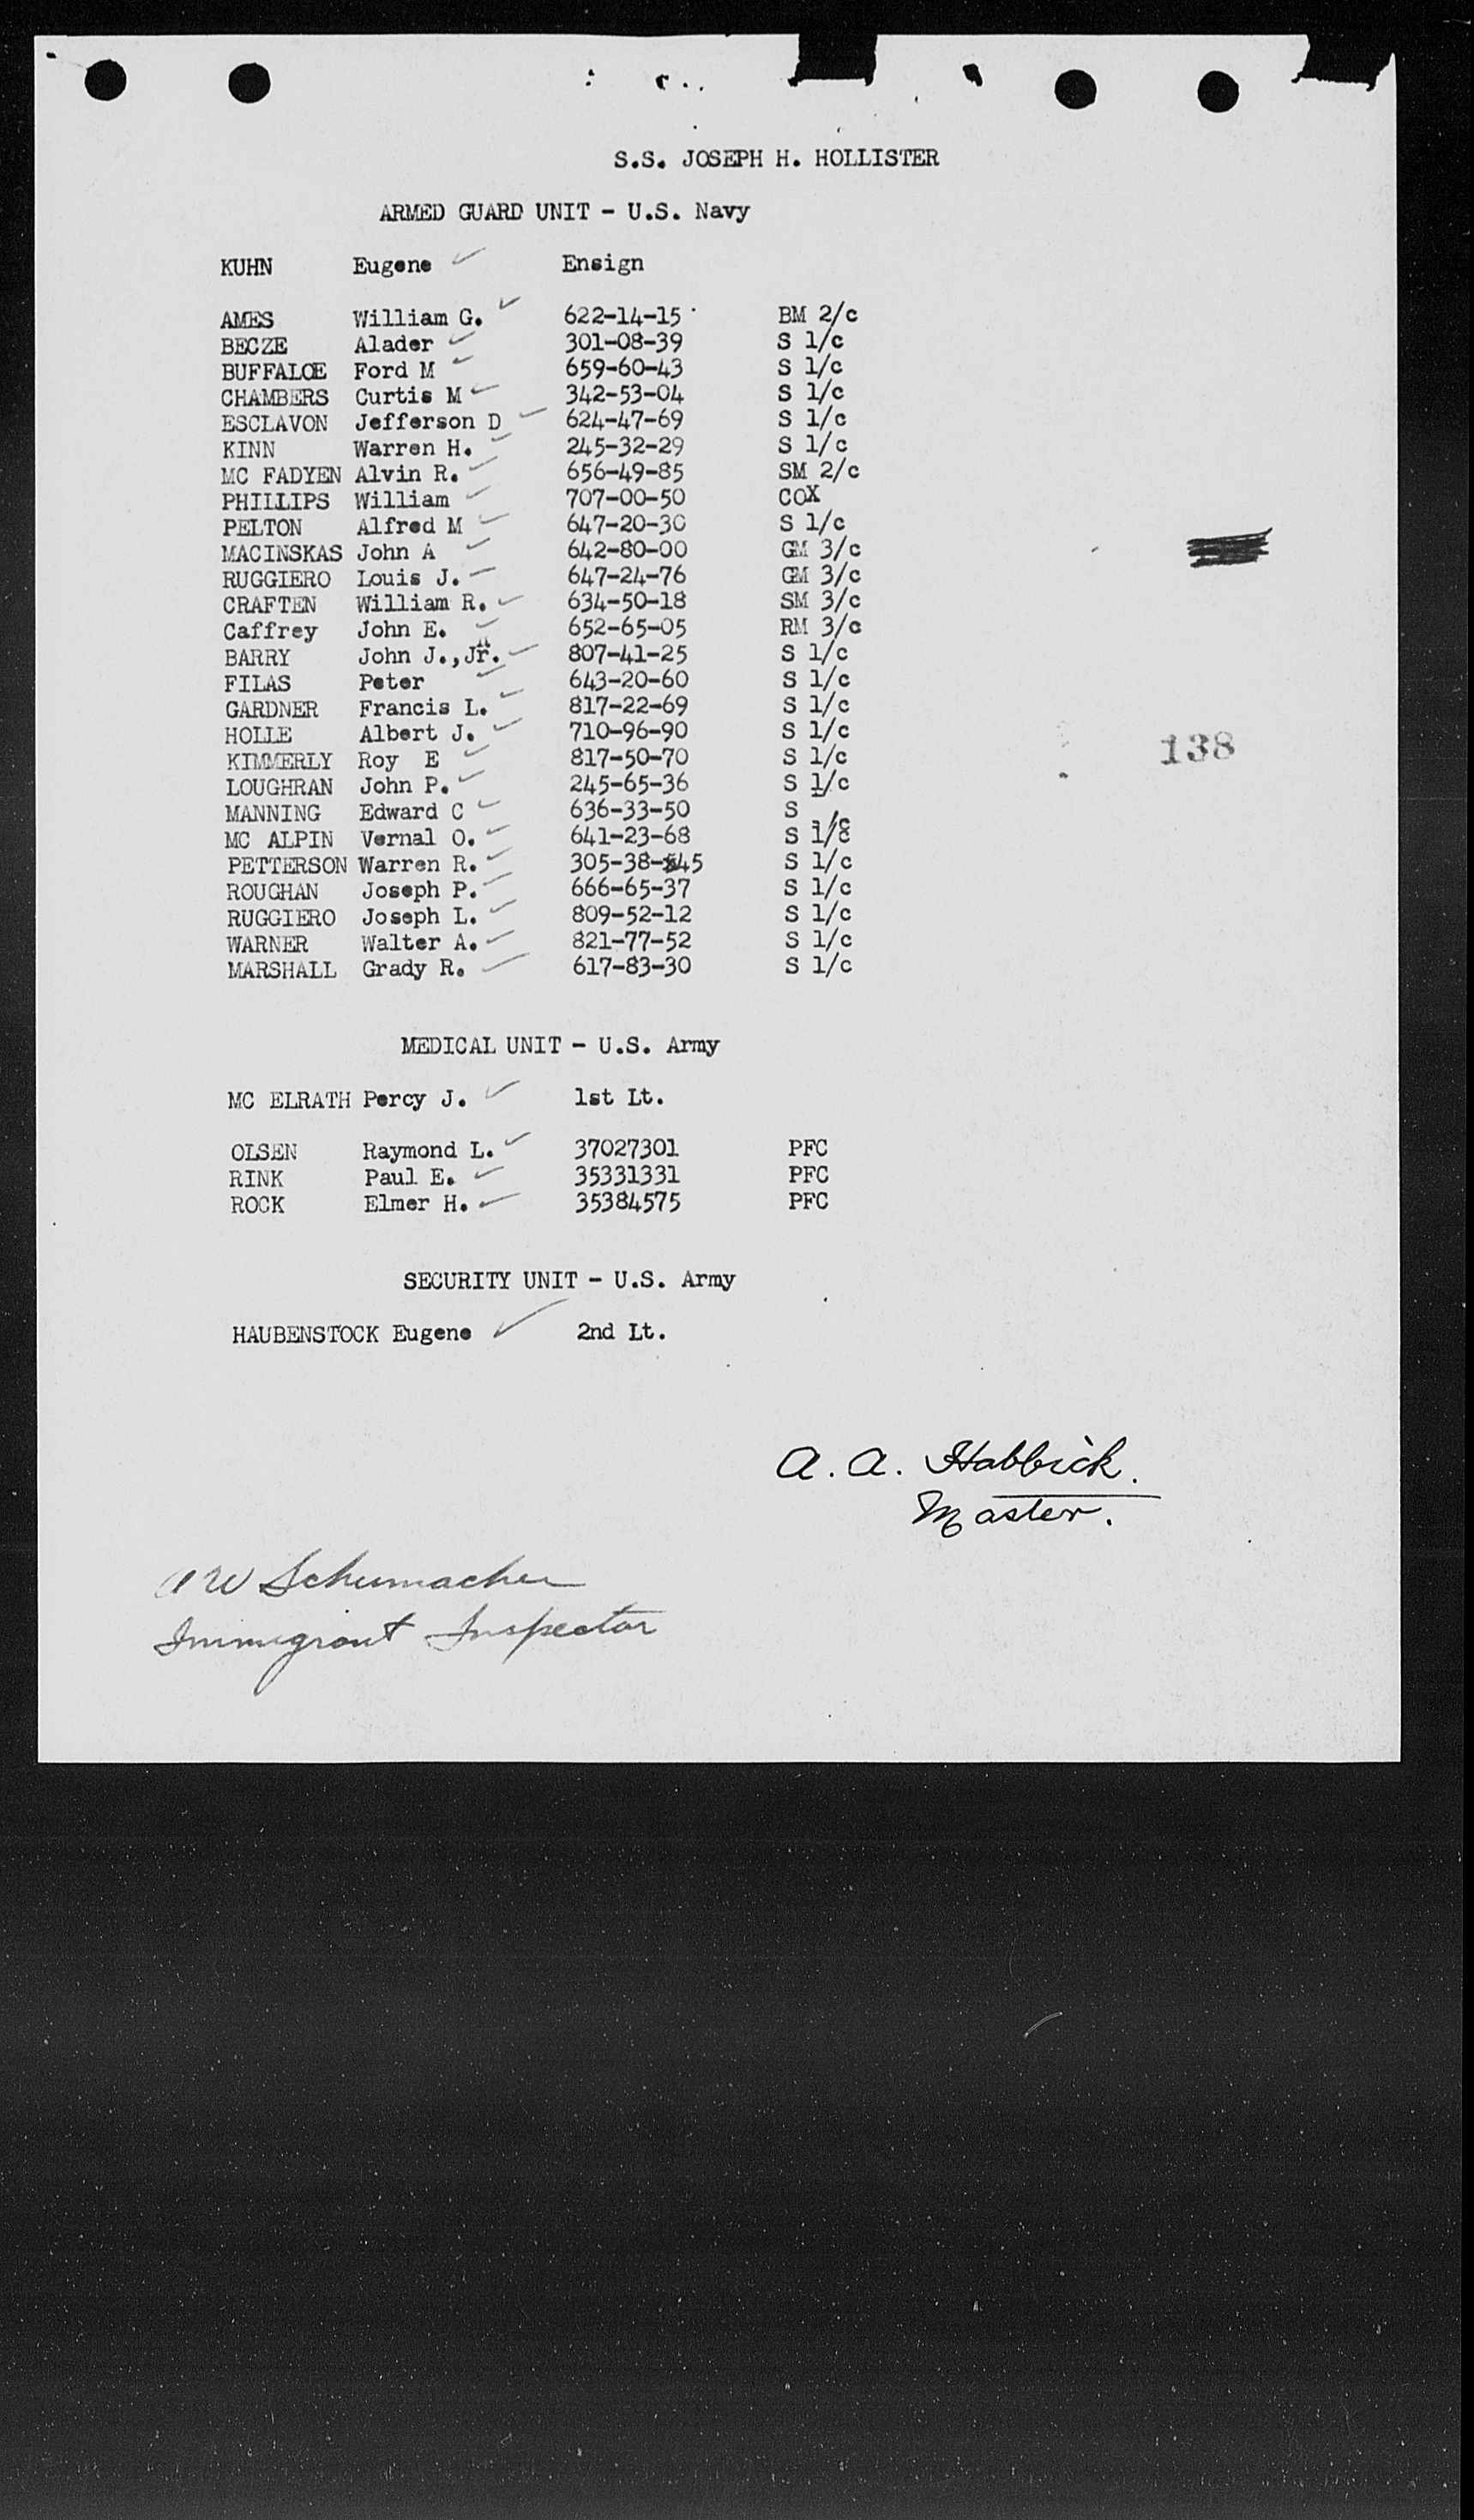 S.S. JOSEPH H. HOLLISTER
ARMED GUARD UNIT - U.S. Navy
KUHN Eugene ✓ Ensign
AMES William G. ✓ 622-14-15 BM 2/c
BECZE Alader ✓ 301-08-39 S 1/c
BUFFALOE Ford M ✓ 659-60-43 S 1/c
CHAMBERS Curtis M ✓ 342-53-04 S 1/c
ESCLAVON Jefferson D ✓ 624-47-69 S 1/c
KINN Warren H. ✓ 245-32-29 S 1/c
MC FADYEN Alvin R. ✓ 656-49-85 SM 2/c
PHILLIPS William ✓ 707-00-50 COX
PELTON Alfred M ✓ 647-20-30 S 1/c
MACINSKAS John A ✓ 642-80-00 GM 3/c
RUGGIERO Louis J. ✓ 647-24-76 GM 3/c
CRAFTEN William R. ✓ 634-50-18 SM 3/c
Caffrey John E. ✓ 652-65-05 RM 3/c
BARRY John J., Jr. ✓ 807-41-25 S 1/c
FILAS Peter ✓ 643-20-60 S 1/c
GARDNER Francis L. ✓ 817-22-69 S 1/c
HOLLE Albert J. ✓ 710-96-90 S 1/c
KIMMERLY Roy E ✓ 817-50-70 S 1/c
138
LOUGHRAN John P. ✓ 245-65-36 S 1/c
MANNING Edward C ✓ 636-33-50 S 1/c
MC ALPIN Vernal O. ✓ 641-23-68 S 1/c
PETTERSON Warren R. ✓ 305-38-45 S 1/c
ROUGHAN Joseph P. ✓ 666-65-37 S 1/c
RUGGIERO Joseph L. ✓ 809-52-12 S 1/c
WARNER Walter A. ✓ 821-77-52 S 1/c
MARSHALL Grady R. ✓ 617-83-30 S 1/c
MEDICAL UNIT - U.S. Army
MC ELRATH Percy J. ✓ 1st Lt.
OLSEN Raymond L. ✓ 37027301 PFC
RINK Paul E. ✓ 35331331 PFC
ROCK Elmer H. ✓ 35384575 PFC
SECURITY UNIT - U.S. Army
HAUBENSTOCK Eugene ✓ 2nd Lt.
A. A. Habbick.
Master.
A W Schumacher
Immigrant Inspector